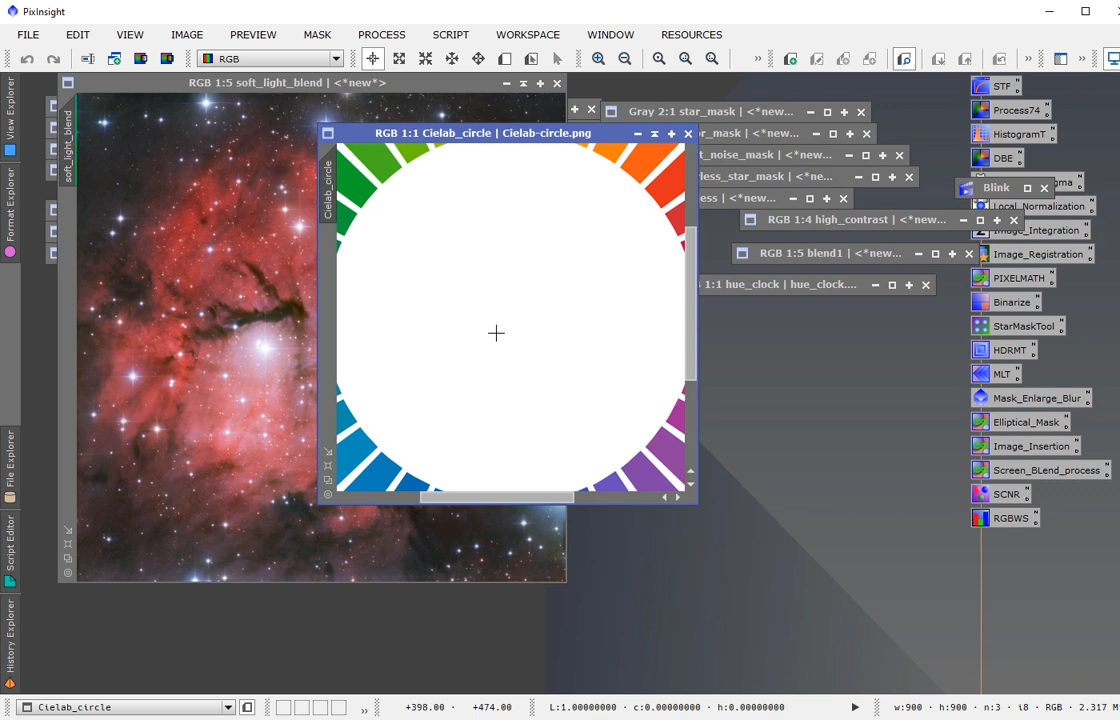 PixInsight
FILE EDIT VIEW IMAGE PREVIEW MASK PROCESS SCRIPT WORKSPACE WINDOW RESOURCES
RGB
RGB 1:5 soft_light_blend | <*new*>
soft_light_blend
RGB 1:1 Cielab_circle | Cielab-circle.png
Cielab_circle
Gray 2:1 star_mask | <*new...
r_mask | <*new...
t_noise_mask | <*new...
less_star_mask | <*new...
ess | <*new...
RGB 1:4 high_contrast | <*new...
RGB 1:5 blend1 | <*new...
1:1 hue_clock | hue_clock....
Blink
View Explorer
Format Explorer
File Explorer
Script Editor
History Explorer
STF
Process74
HistogramT
DBE
gma
Local_Normalization
Image_Integration
Image_Registration
PIXELMATH
Binarize
StarMaskTool
HDRMT
MLT
Mask_Enlarge_Blur
Elliptical_Mask
Image_Insertion
Screen_BLend_process
SCNR
RGBWS
Cielab_circle
+398.00 · +474.00
L:1.00000000 · c:0.00000000 · h:0.00000000
w:900 · h:900 · n:3 · i8 · RGB · 2.317 M